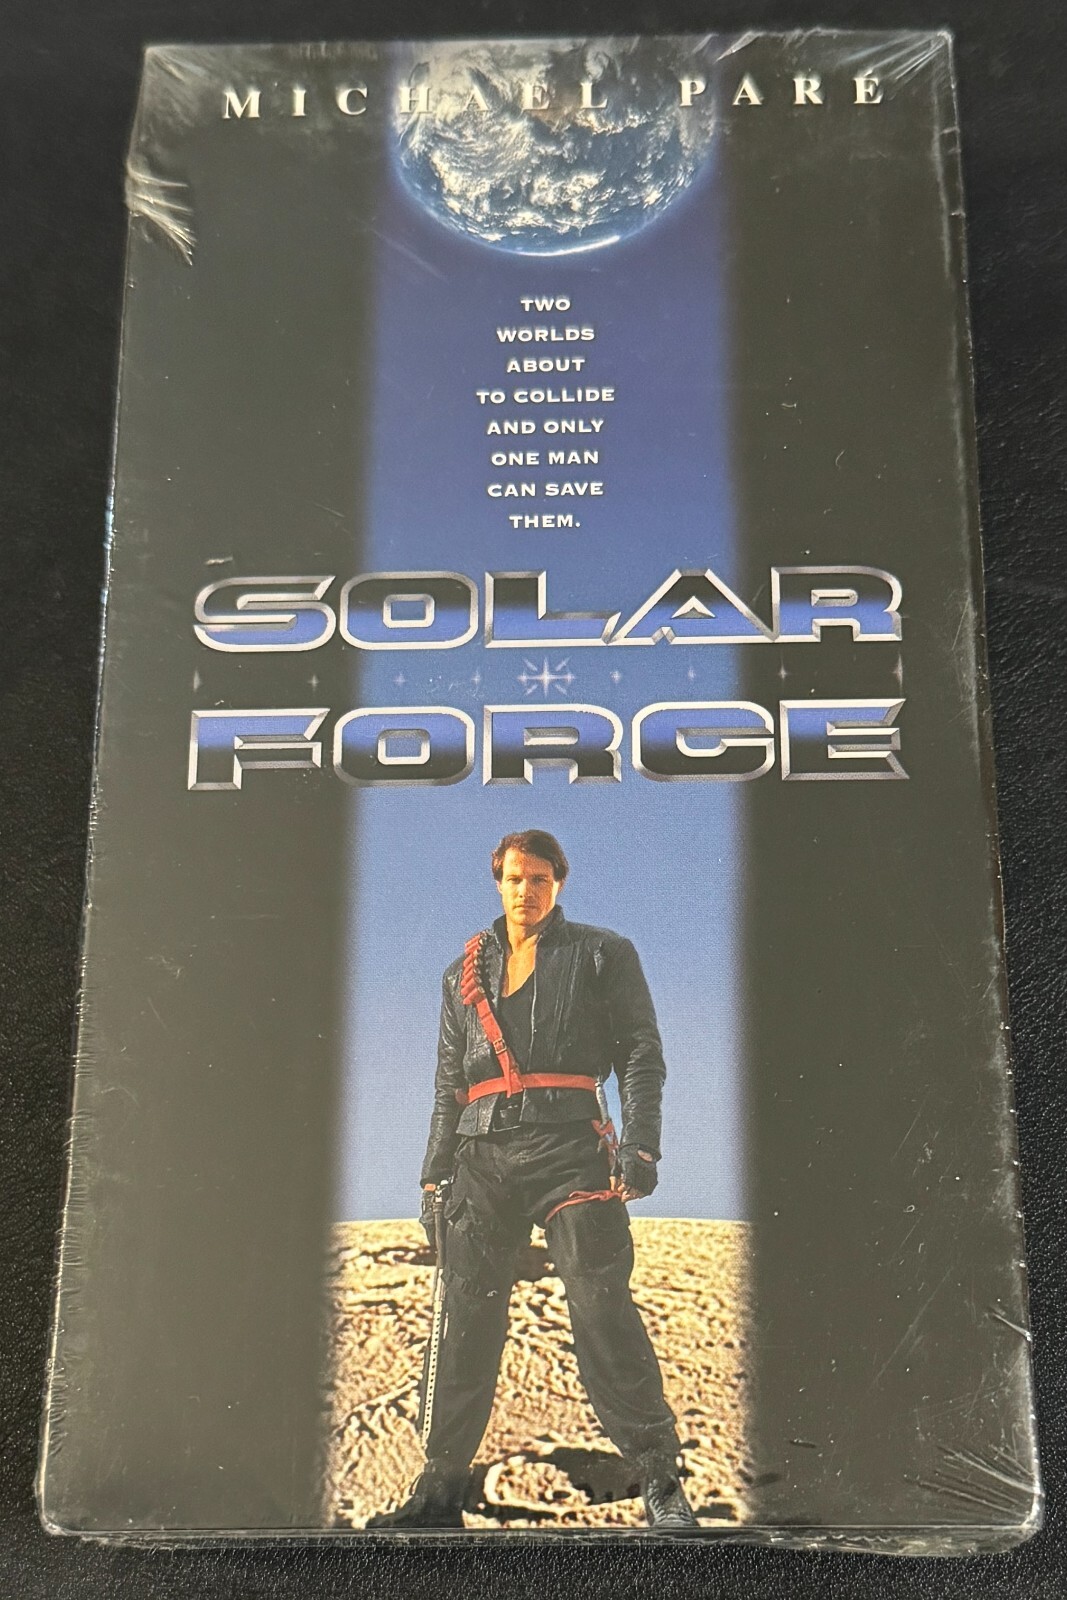 MICHAEL PARÉ
TWO
WORLDS
ABOUT
TO COLLIDE
AND ONLY
ONE MAN
CAN SAVE
THEM.
SOLAR
FORCE